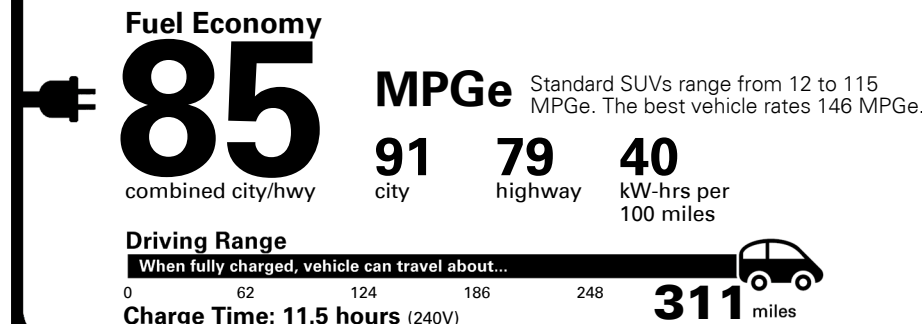 Fuel Economy
85
combined city/hwy
MPGe
Standard SUVs range from 12 to 115
MPGe. The best vehicle rates 146 MPGe.
91
city
79
highway
40
kW-hrs per
100 miles
Driving Range
When fully charged, vehicle can travel about...
0 62 124 186 248 311 miles
Charge Time: 11.5 hours (240V)